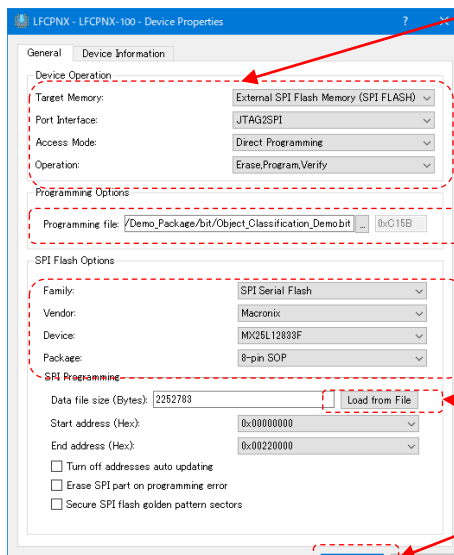 LFCPNX - LFCPNX-100 - Device Properties ? ×
General Device Information
Device Operation
Target Memory: External SPI Flash Memory (SPI FLASH)
Port Interface: JTAG2SPI
Access Mode: Direct Programming
Operation: Erase,Program,Verify
Programming Options
Programming file: /Demo_Package/bit/Object_Classification_Demo.bit ... 0xC15B
SPI Flash Options
Family: SPI Serial Flash
Vendor: Macronix
Device: MX25L12833F
Package: 8-pin SOP
SPI Programming
Data file size (Bytes): 2252783 Load from File
Start address (Hex): 0x00000000
End address (Hex): 0x00220000
Turn off addresses auto updating
Erase SPI part on programming error
Secure SPI flash golden pattern sectors